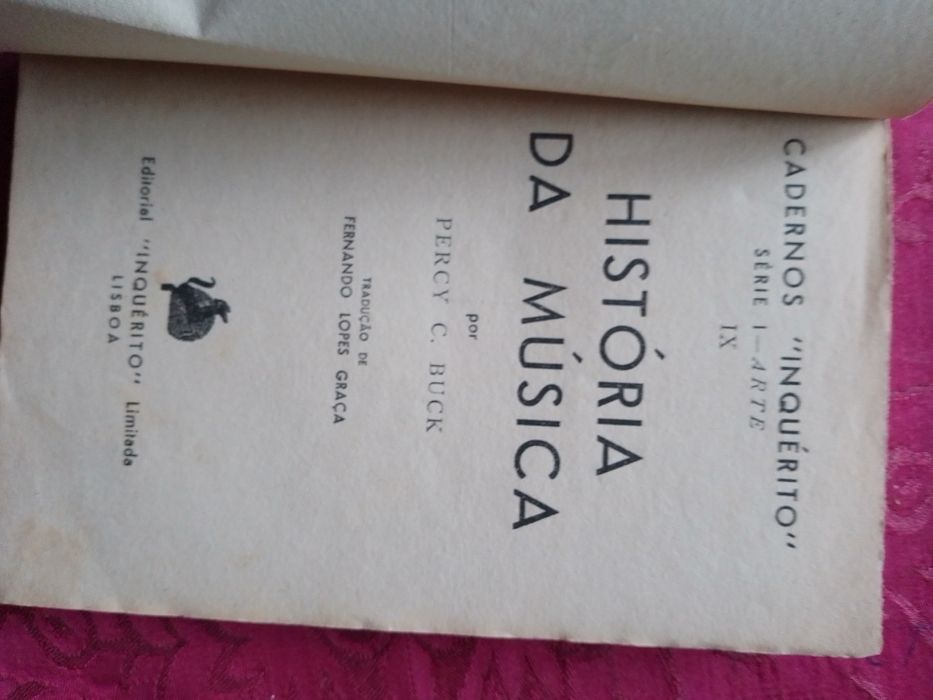 CADERNOS "INQUÉRITO"
SÉRIE I—ARTE
IX
HISTÓRIA
DA MÚSICA
por
PERCY C. BUCK
TRADUÇÃO DE
FERNANDO LOPES GRAÇA
Editorial "INQUÉRITO" Limitada
LISBOA